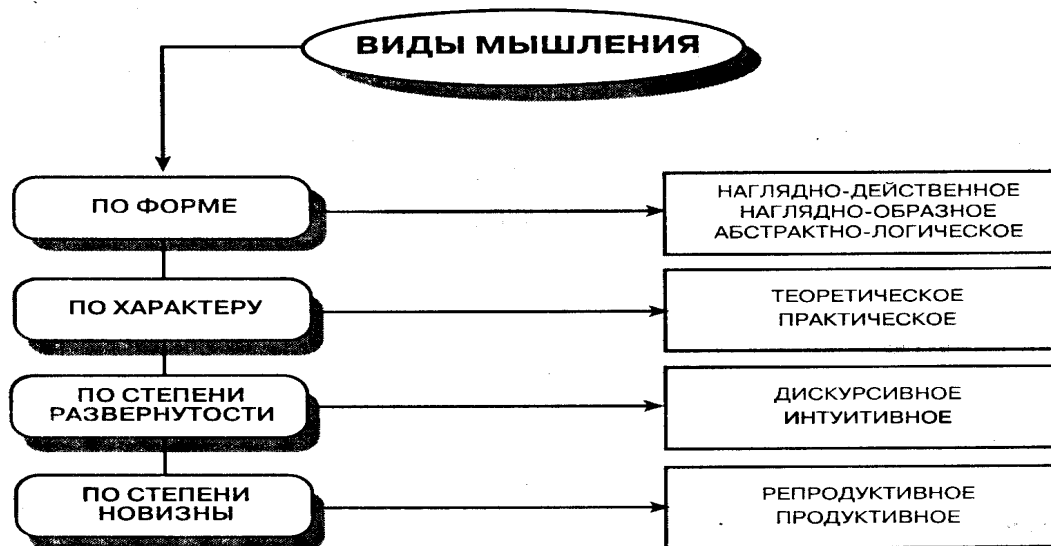 ВИДЫ МЫШЛЕНИЯ
ПО ФОРМЕ
НАГЛЯДНО-ДЕЙСТВЕННОЕ
НАГЛЯДНО-ОБРАЗНОЕ
АБСТРАКТНО-ЛОГИЧЕСКОЕ
ПО ХАРАКТЕРУ
ТЕОРЕТИЧЕСКОЕ
ПРАКТИЧЕСКОЕ
ПО СТЕПЕНИ
РАЗВЕРНУТОСТИ
ДИСКУРСИВНОЕ
ИНТУИТИВНОЕ
ПО СТЕПЕНИ
НОВИЗНЫ
РЕПРОДУКТИВНОЕ
ПРОДУКТИВНОЕ